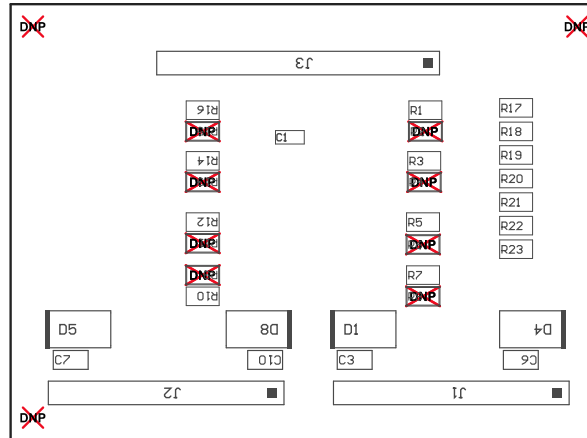 DNP
DNP
J3
R16
R1
R17
DNP
DNP
R18
C1
R14
R3
R19
DNP
DNP
R20
R21
R12
R5
R22
DNP
DNP
R23
DNP
R7
R10
DNP
D5
D8
D1
D4
C7
C10
C3
C6
J2
J1
DNP